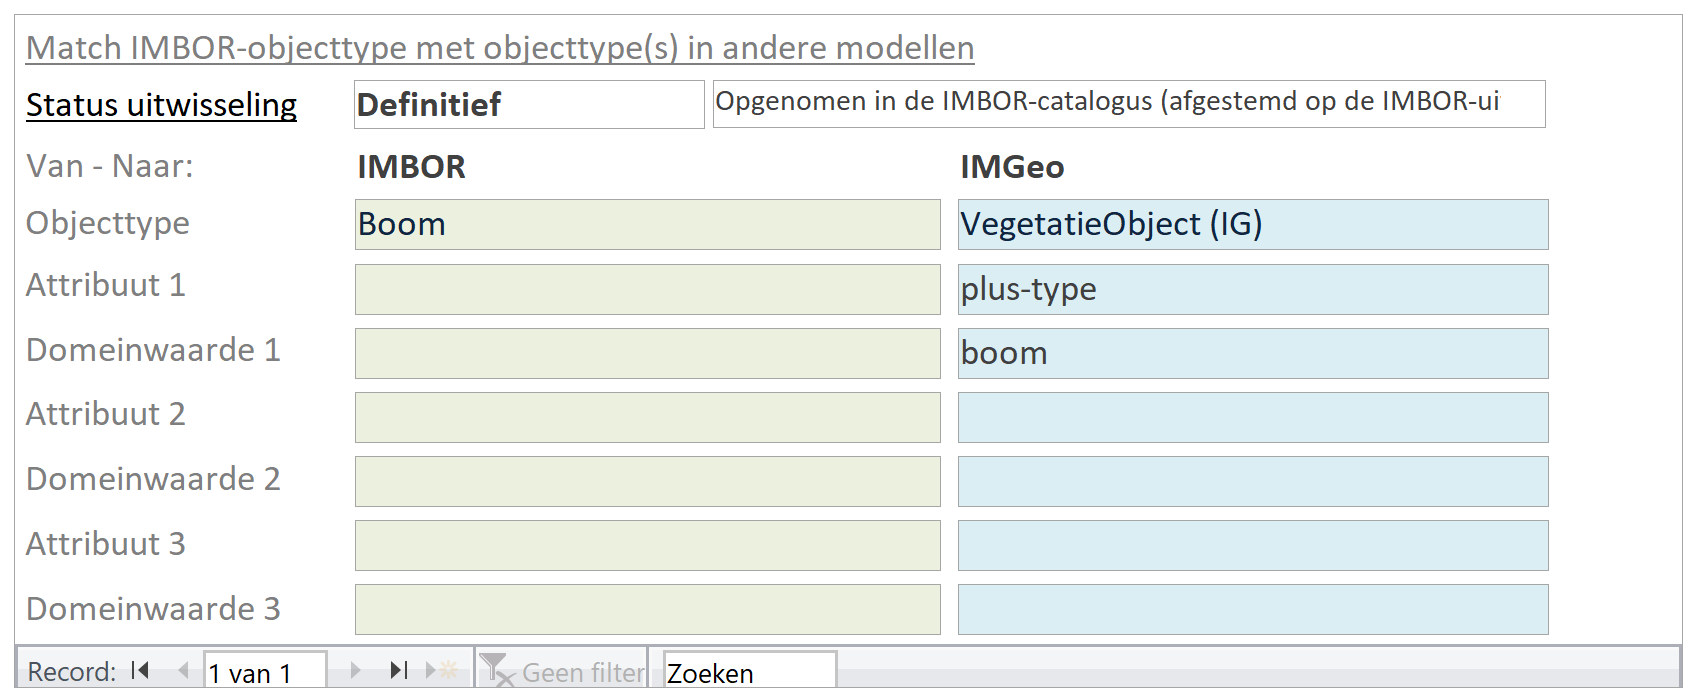 Match IMBOR-objecttype met objecttype(s) in andere modellen
Status uitwisseling Definitief Opgenomen in de IMBOR-catalogus (afgestemd op de
Van - Naar: IMBOR IMGeo
Objecttype Boom VegetatieObject (IG)
Attribuut 1 plus-type
Domeinwaarde 1 boom
Attribuut 2
Domeinwaarde 2
Attribuut 3
Domeinwaarde 3
Record: 1 van 1 Geen filter Zoeken